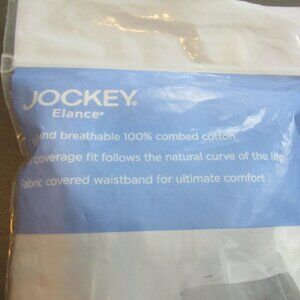 JOCKEY®
Elance®
and breathable 100% combed cotton
coverage fit follows the natural curve of the leg
Fabric covered waistband for ultimate comfort